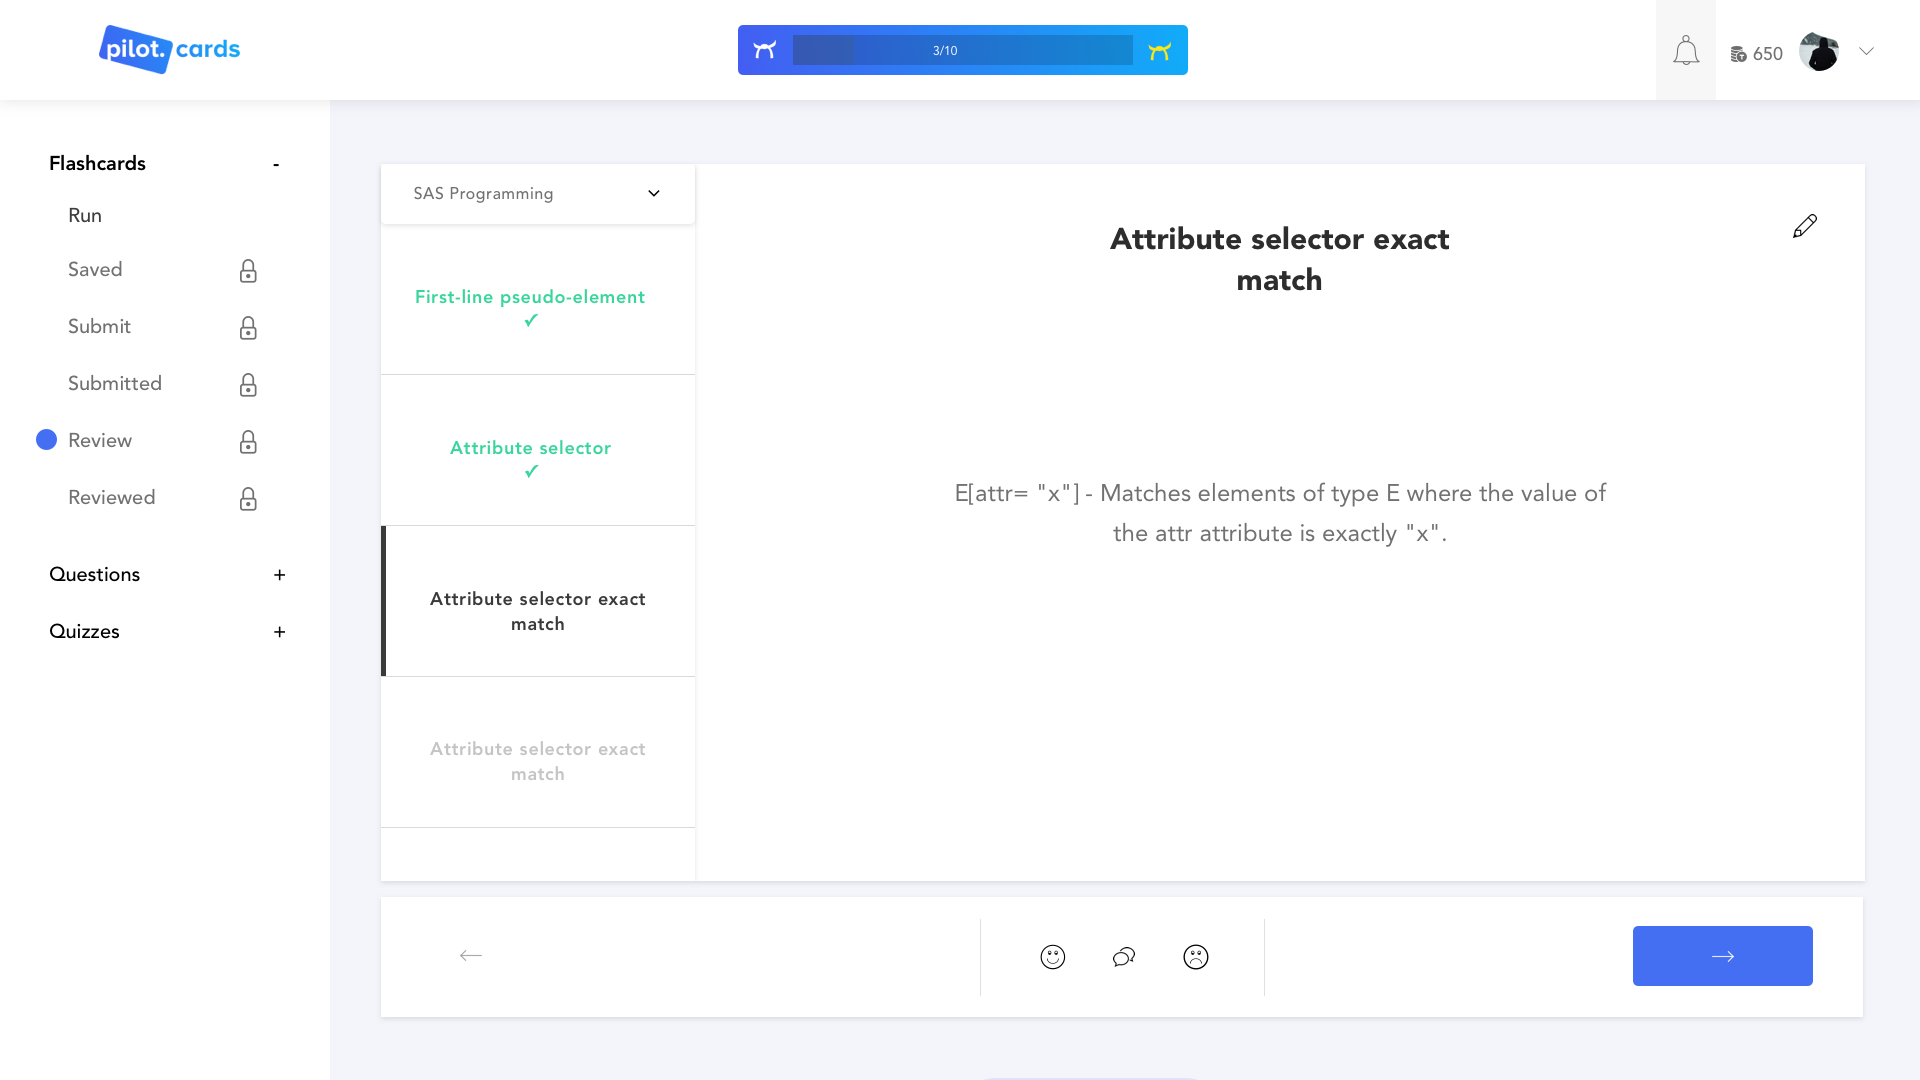 pilot. cards
3/10
650
Flashcards -
Run
Saved
Submit
Submitted
Review
Reviewed
Questions +
Quizzes +
SAS Programming
First-line pseudo-element
✓
Attribute selector
✓
Attribute selector exact
match
Attribute selector exact
match
Attribute selector exact
match
E[attr= "x"] - Matches elements of type E where the value of
the attr attribute is exactly "x".